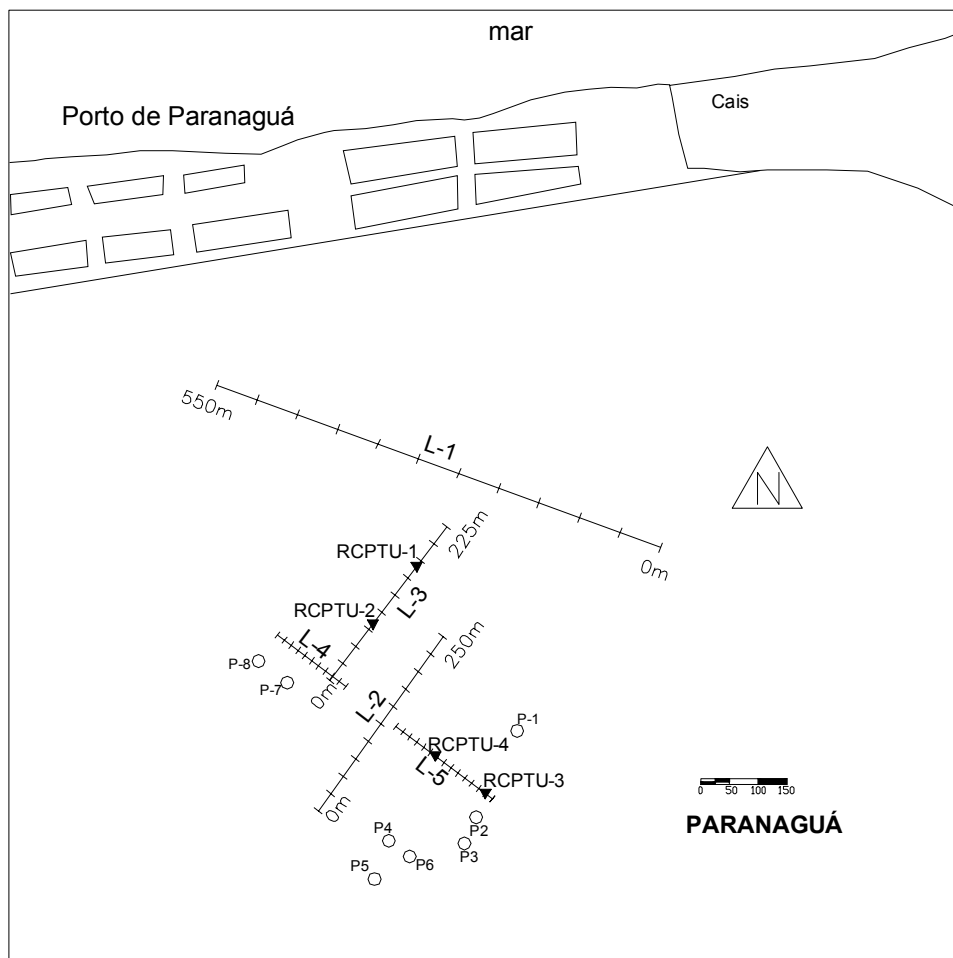 mar
Cais
Porto de Paranaguá
550m
L-1
N
0m
225m
RCPTU-1
L-3
RCPTU-2
L-4
250m
P-8
P-7
0m
L-2
P-1
RCPTU-4
L-5
RCPTU-3
0 50 100 150
0m
P2
PARANAGUÁ
P4
P3
P6
P5